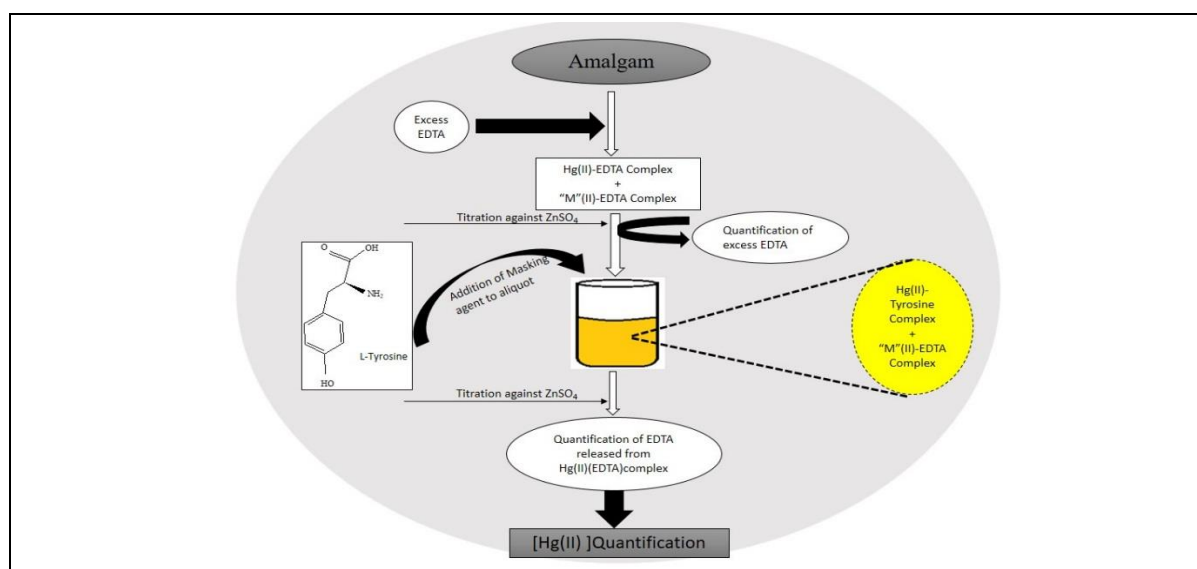 Amalgam
Excess
EDTA
Hg(II)-EDTA Complex
+
“M”(II)-EDTA Complex
Titration against ZnSO₄
Quantification of
excess EDTA
Addition of Masking
agent to aliquot
O
OH
NH₂
L-Tyrosine
HO
Hg(II)-
Tyrosine
Complex
+
“M”(II)-EDTA
Complex
Titration against ZnSO₄
Quantification of EDTA
released from
Hg(II)(EDTA)complex
[Hg(II) ]Quantification